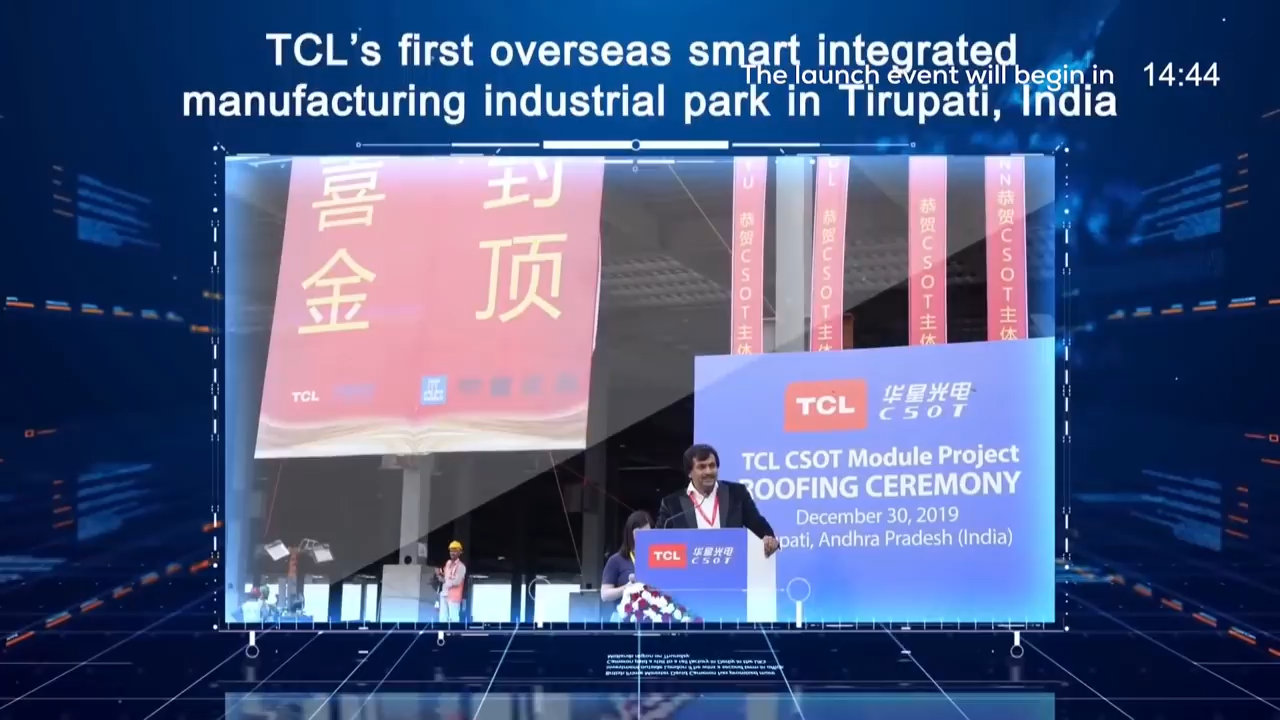 TCL's first overseas smart integrated
manufacturing industrial park in Tirupati, India
The launch event will begin in 14:44
喜 封
金 顶
TCL
恭贺CSOT主体
恭贺CSOT主体
恭贺CSOT主体
恭贺CSOT主体
TCL 华星光电
CSOT
TCL CSOT Module Project
ROOFING CEREMONY
December 30, 2019
pati, Andhra Pradesh (India)
TCL 华星光电
CSOT